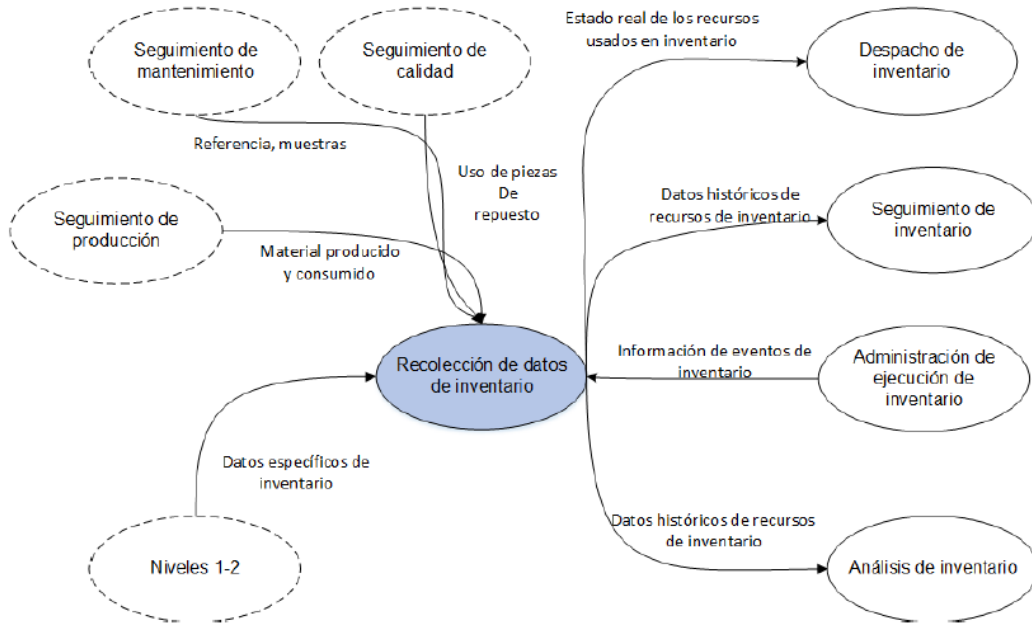 Seguimiento de
mantenimiento
Seguimiento de
calidad
Estado real de los recursos
usados en inventario
Despacho de
inventario
Referencia, muestras
Uso de piezas
De
repuesto
Seguimiento de
producción
Material producido
y consumido
Datos históricos de
recursos de inventario
Seguimiento de
inventario
Recolección de datos
de inventario
Información de eventos de
inventario
Administración de
ejecución de
inventario
Datos específicos de
inventario
Niveles 1-2
Datos históricos de recursos
de inventario
Análisis de inventario